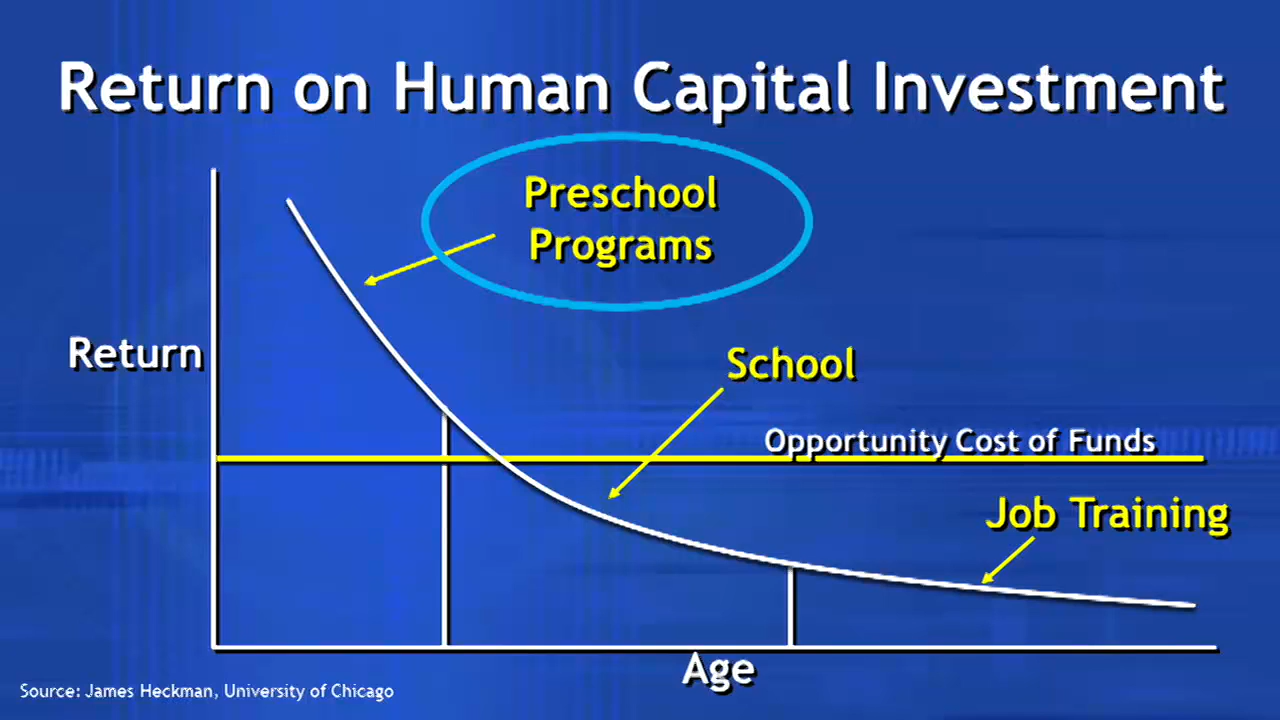 Return on Human Capital Investment
Preschool
Programs
Return
School
Opportunity Cost of Funds
Job Training
Age
Source: James Heckman, University of Chicago